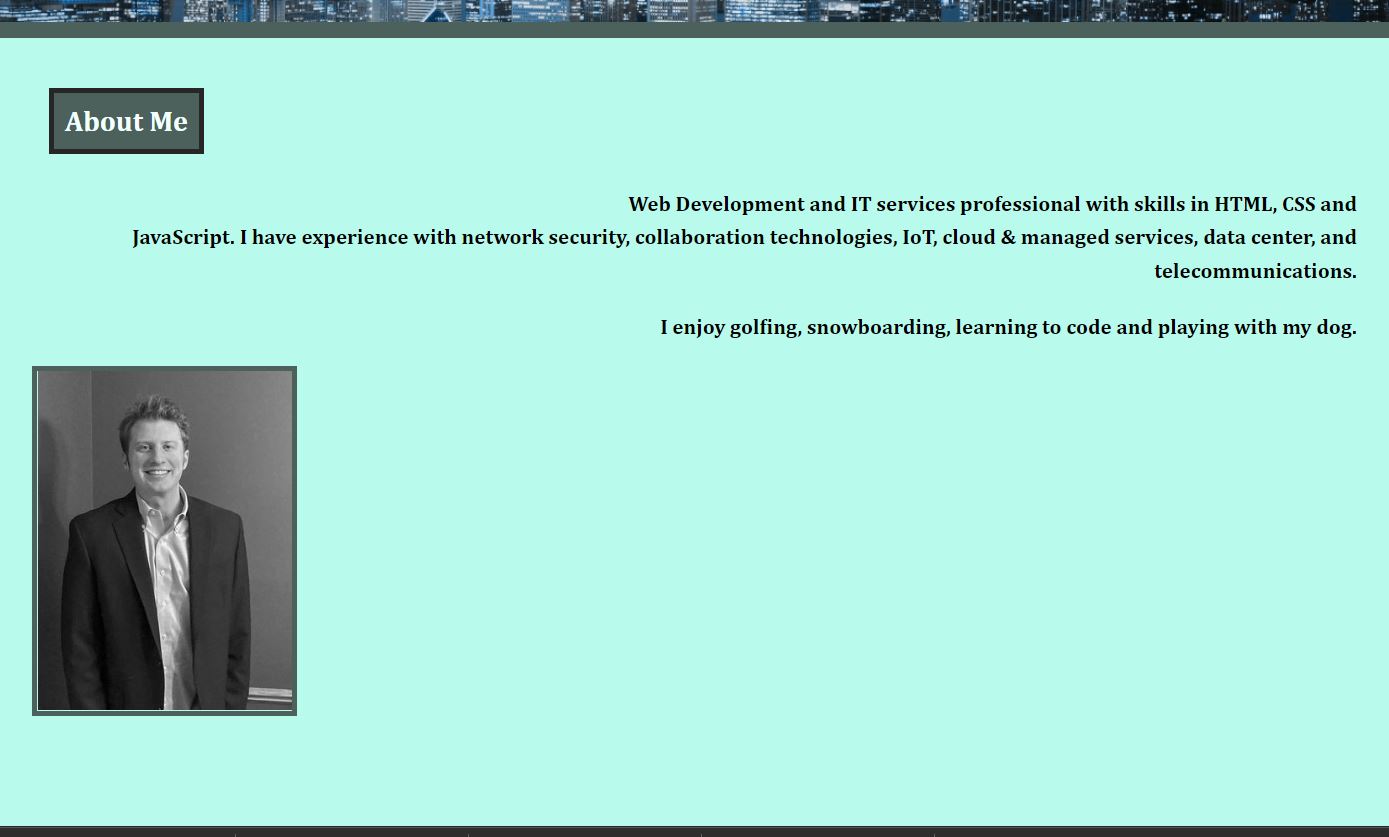 About Me
Web Development and IT services professional with skills in HTML, CSS and
JavaScript. I have experience with network security, collaboration technologies, IoT, cloud & managed services, data center, and
telecommunications.
I enjoy golfing, snowboarding, learning to code and playing with my dog.